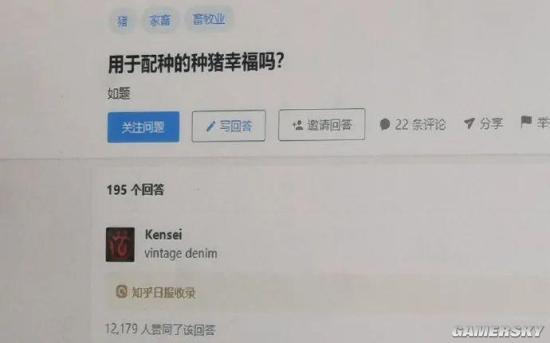 猪 家畜 畜牧业
用于配种的种猪幸福吗?
如题
关注问题 写回答 邀请回答 22 条评论 分享 举
195 个回答
Kensei
vintage denim
知乎日报收录
12,179 人赞同了该回答
GAMERSKY